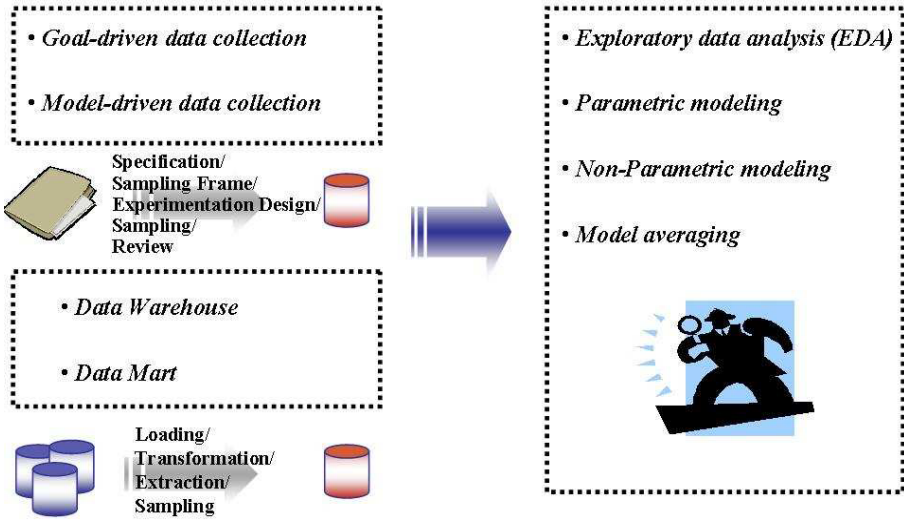 • Goal-driven data collection
• Model-driven data collection
Specification/
Sampling Frame/
Experimentation Design/
Sampling/
Review
• Data Warehouse
• Data Mart
Loading/
Transformation/
Extraction/
Sampling
• Exploratory data analysis (EDA)
• Parametric modeling
• Non-Parametric modeling
• Model averaging